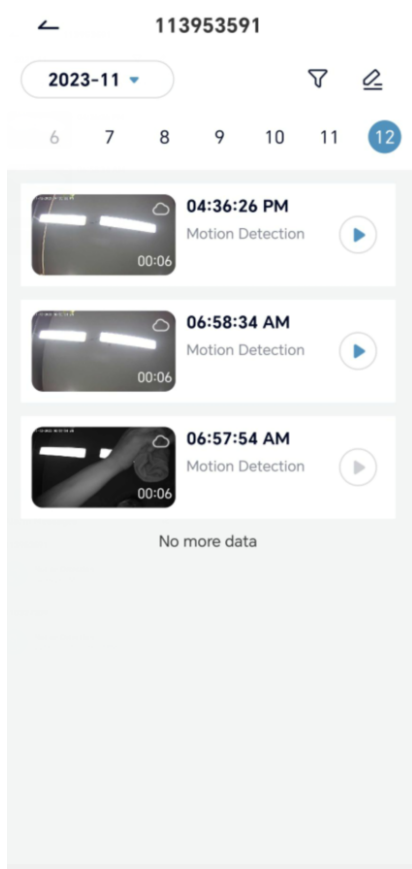 113953591
2023-11
6 7 8 9 10 11 12
04:36:26 PM
Motion Detection
00:06
06:58:34 AM
Motion Detection
00:06
06:57:54 AM
Motion Detection
00:06
No more data